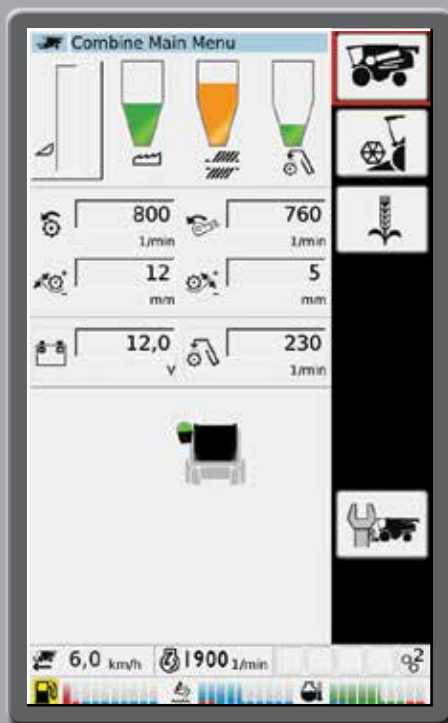 Combine Main Menu
800 760
1/min 1/min
12 5
mm mm
12,0 230
V 1/min
6,0 km/h 1900 1/min 2